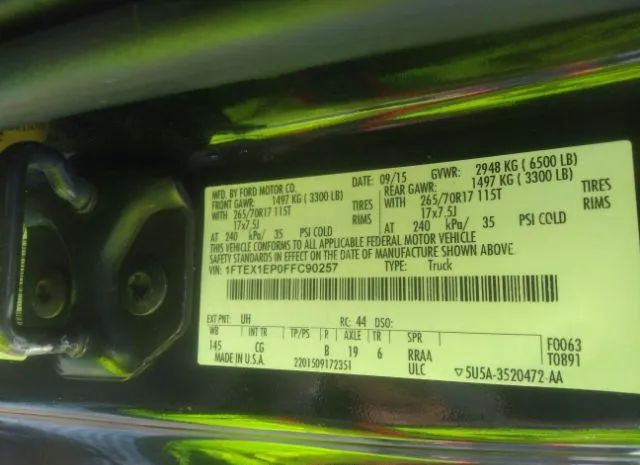 MFD. BY FORD MOTOR CO.
DATE: 09/15 GVWR: 2948 KG ( 6500 LB)
FRONT GAWR: 1497 KG ( 3300 LB) REAR GAWR: 1497 KG ( 3300 LB)
WITH 265/70R17 115T TIRES WITH 265/70R17 115T TIRES
17x7.5J RIMS 17x7.5J RIMS
AT 240 kPa/ 35 PSI COLD AT 240 kPa/ 35 PSI COLD
THIS VEHICLE CONFORMS TO ALL APPLICABLE FEDERAL MOTOR VEHICLE
SAFETY STANDARDS IN EFFECT ON THE DATE OF MANUFACTURE SHOWN ABOVE.
VIN: 1FTEX1EP0FFC90257 TYPE: Truck
EXT PNT: UH RC: 44 DSO:
WB INT TR TP/PS R AXLE TR SPR
145 CG B 19 6 RRAA F0063
MADE IN U.S.A. 2201509172351 ULC T0891
▽5U5A-3520472-AA